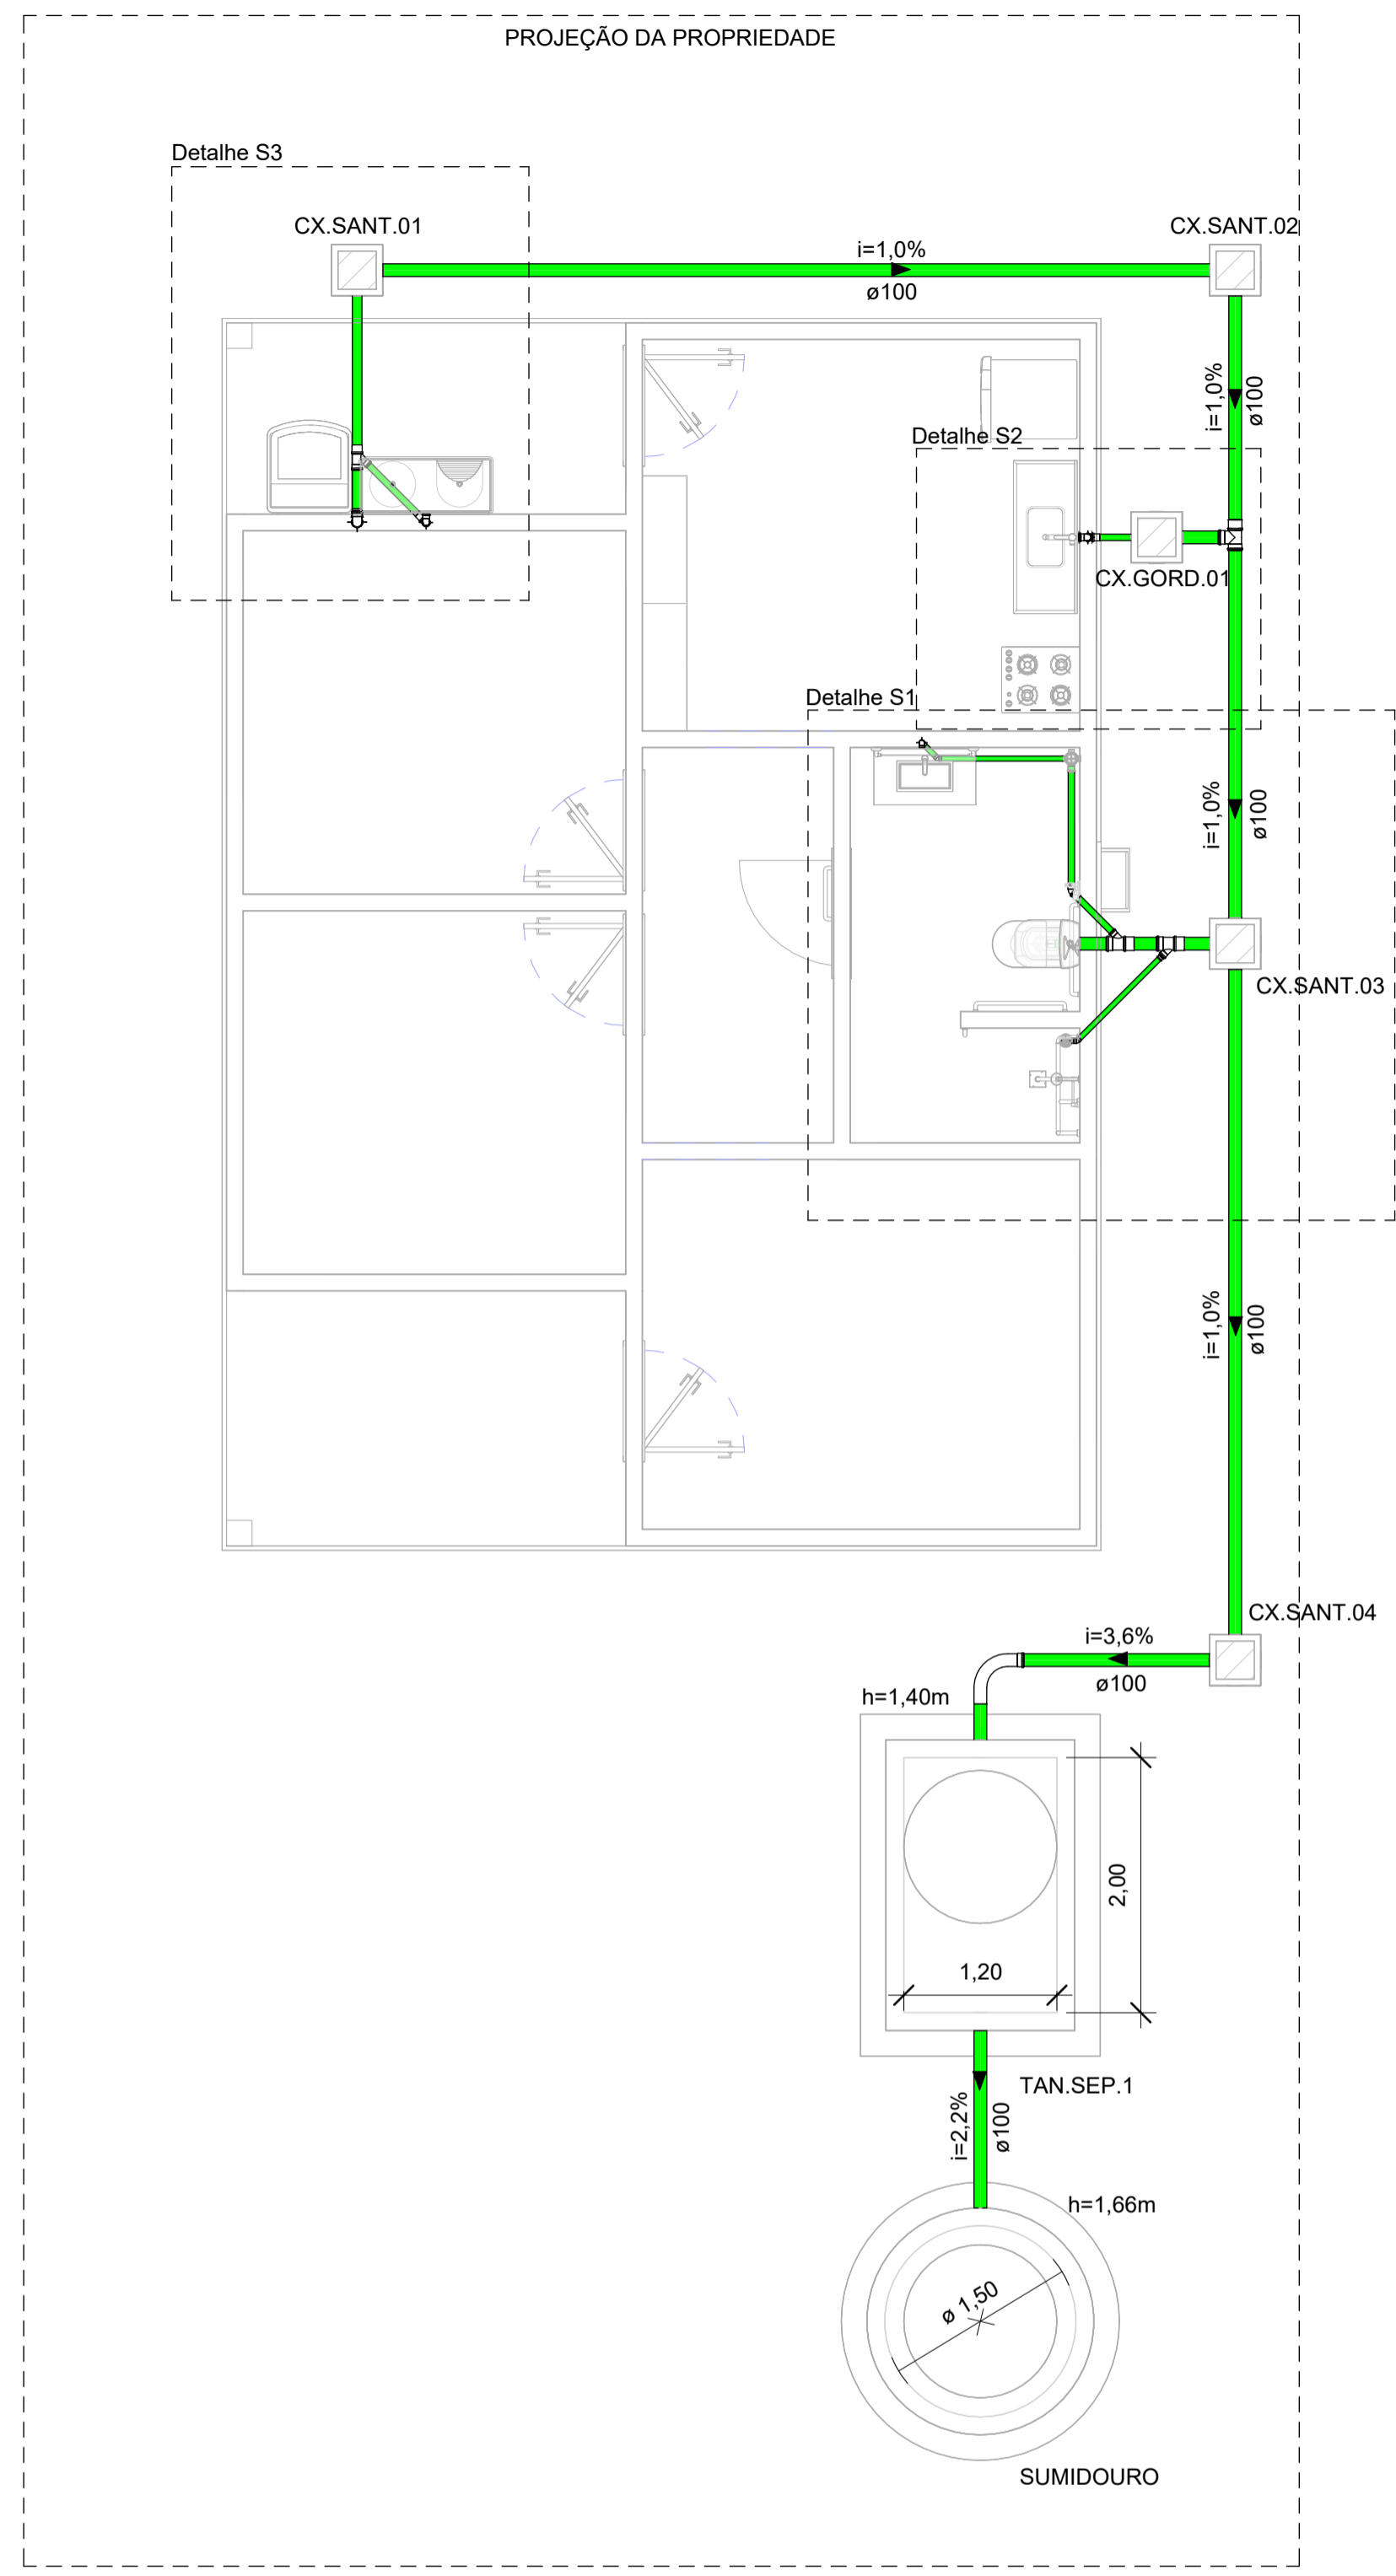 PROJEÇÃO DA PROPRIEDADE
Detalhe S3
CX.SANT.01
CX.SANT.02
i=1,0%
ø100
i=1,0%
ø100
Detalhe S2
CX.GORD.01
Detalhe S1
i=1,0%
ø100
CX.SANT.03
i=1,0%
ø100
CX.SANT.04
i=3,6%
ø100
h=1,40m
2,00
1,20
TAN.SEP.1
i=2,2%
ø100
h=1,66m
ø 1,50
SUMIDOURO